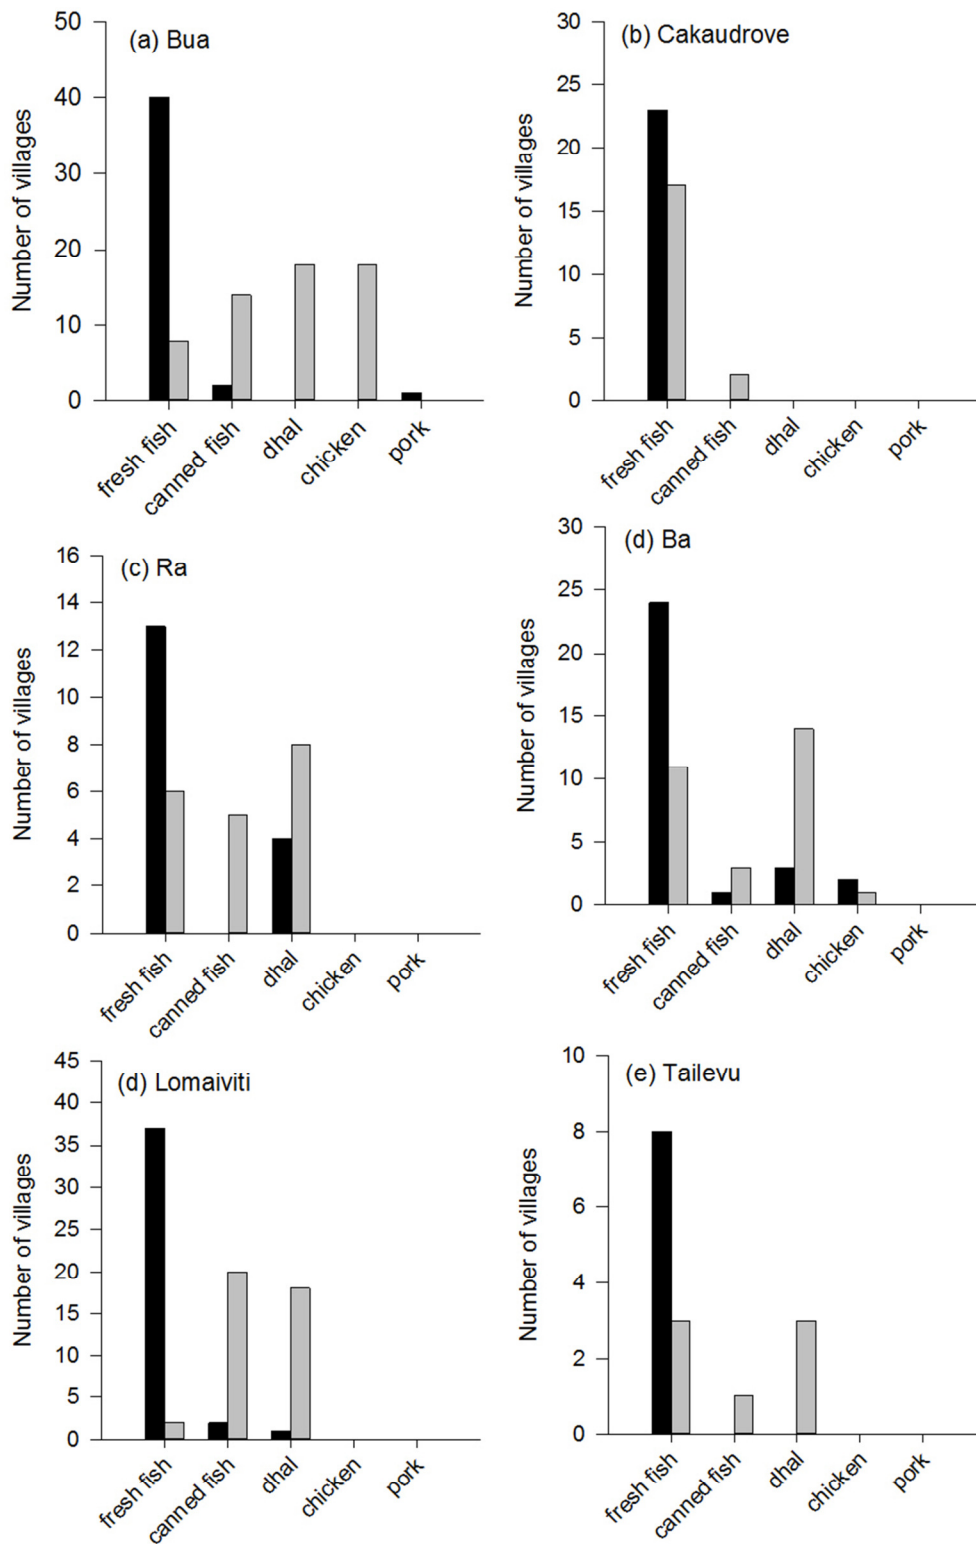 (a) Bua
Number of villages
50
40
30
20
10
0
fresh fish
canned fish
dhal
chicken
pork
(b) Cakaudrove
Number of villages
30
25
20
15
10
5
0
fresh fish
canned fish
dhal
chicken
pork
(c) Ra
Number of villages
16
14
12
10
8
6
4
2
0
fresh fish
canned fish
dhal
chicken
pork
(d) Ba
Number of villages
30
25
20
15
10
5
0
fresh fish
canned fish
dhal
chicken
pork
(d) Lomaiviti
Number of villages
45
40
35
30
25
20
15
10
5
0
fresh fish
canned fish
dhal
chicken
pork
(e) Tailevu
Number of villages
10
8
6
4
2
0
fresh fish
canned fish
dhal
chicken
pork